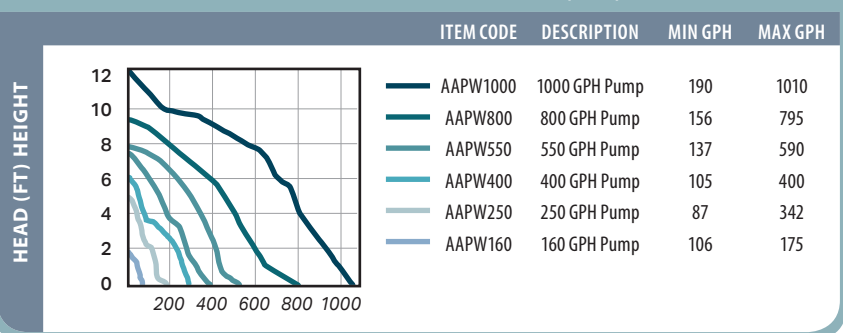 ITEM CODE DESCRIPTION MIN GPH MAX GPH
HEAD (FT) HEIGHT
12
10
8
6
4
2
0
200 400 600 800 1000
AAPW1000 1000 GPH Pump 190 1010
AAPW800 800 GPH Pump 156 795
AAPW550 550 GPH Pump 137 590
AAPW400 400 GPH Pump 105 400
AAPW250 250 GPH Pump 87 342
AAPW160 160 GPH Pump 106 175